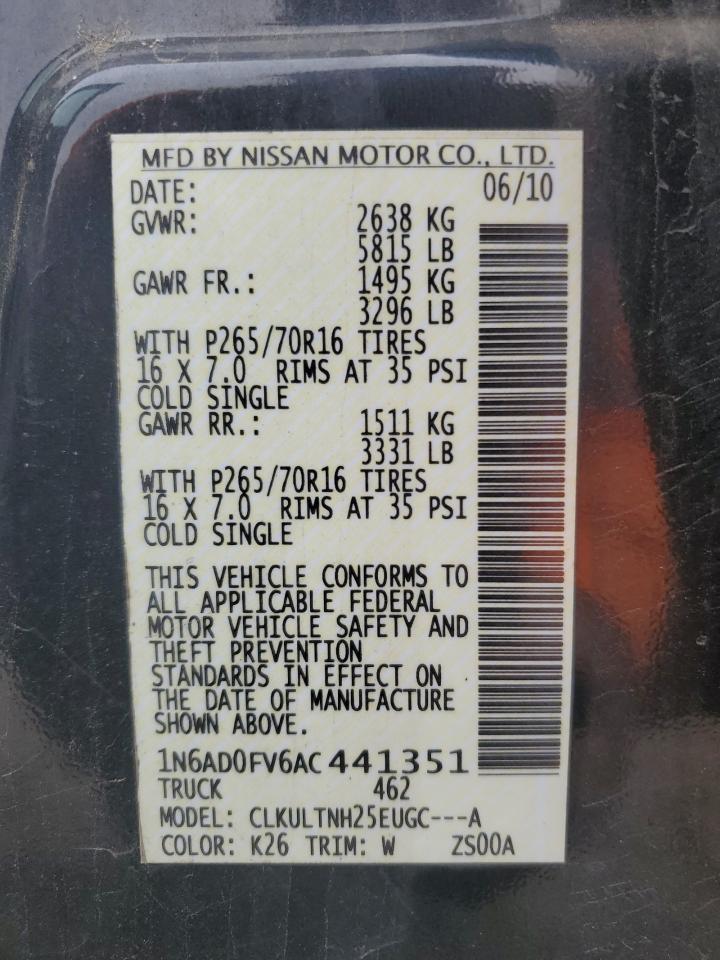 MFD BY NISSAN MOTOR CO., LTD.
DATE: 06/10
GVWR: 2638 KG
5815 LB
GAWR FR.: 1495 KG
3296 LB
WITH P265/70R16 TIRES
16 X 7.0 RIMS AT 35 PSI
COLD SINGLE
GAWR RR.: 1511 KG
3331 LB
WITH P265/70R16 TIRES
16 X 7.0 RIMS AT 35 PSI
COLD SINGLE
THIS VEHICLE CONFORMS TO
ALL APPLICABLE FEDERAL
MOTOR VEHICLE SAFETY AND
THEFT PREVENTION
STANDARDS IN EFFECT ON
THE DATE OF MANUFACTURE
SHOWN ABOVE.
1N6AD0FV6AC441351
TRUCK 462
MODEL: CLKULTNH25EUGC---A
COLOR: K26 TRIM: W ZS00A